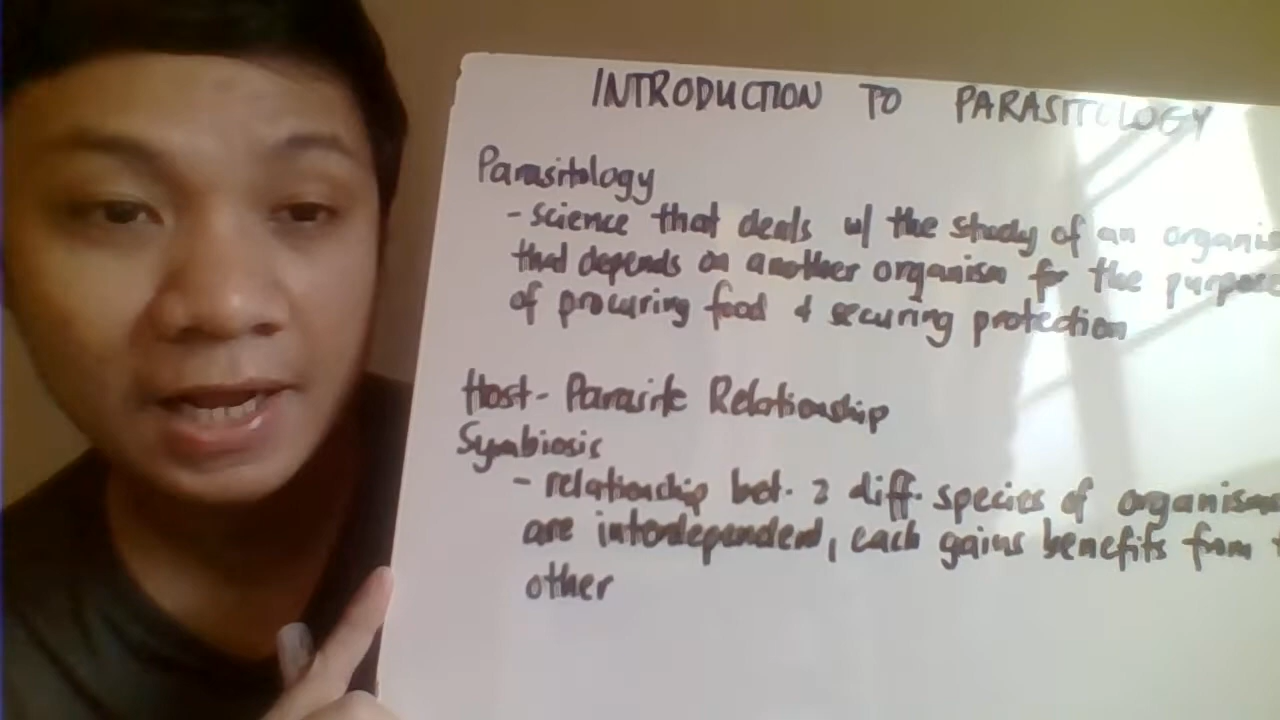 INTRODUCTION TO PARASITOLOGY
Parasitology
- science that deals w/ the study of an
that depends on another organism for the purpose
of procuring food & securing protection
Host - Parasite Relationship
Symbiosis
- relationship bet. 2 diff. species of
are interdependent, each gains benefits from
other